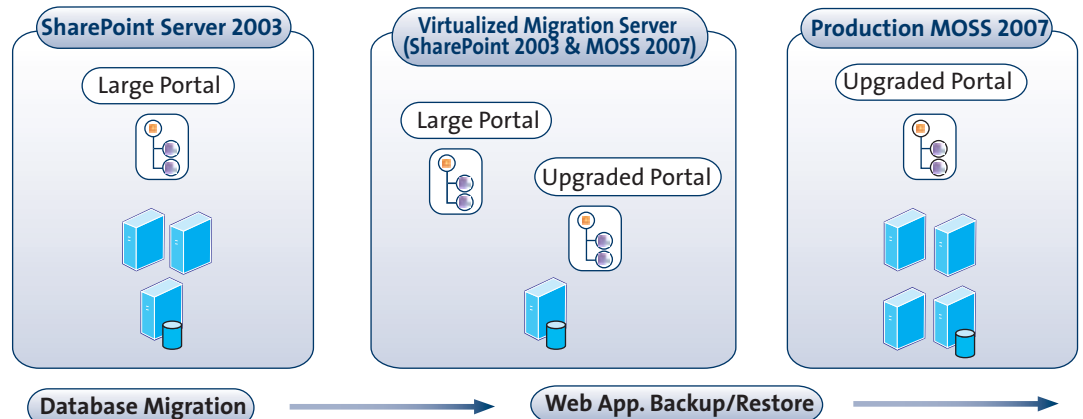 SharePoint Server 2003
Large Portal
Virtualized Migration Server
(SharePoint 2003 & MOSS 2007)
Large Portal
Upgraded Portal
Production MOSS 2007
Upgraded Portal
Database Migration
Web App. Backup/Restore